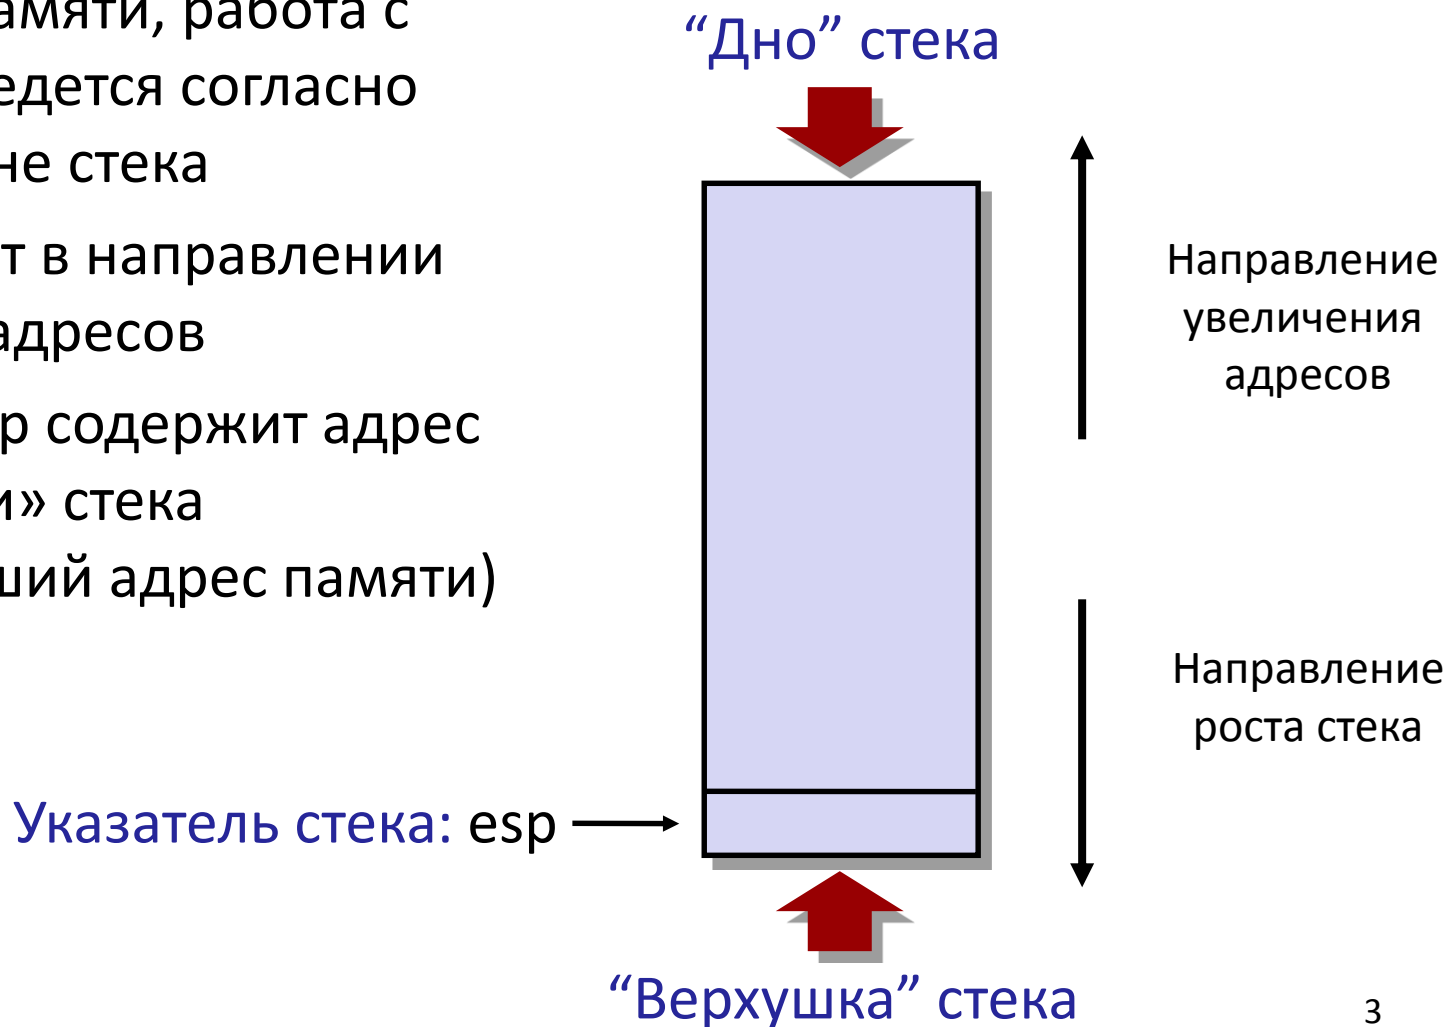 амяти, работа с
едется согласно
не стека
т в направлении
адресов
р содержит адрес
и» стека
ший адрес памяти)
“Дно” стека
Направление
увеличения
адресов
Направление
роста стека
Указатель стека: esp
“Верхушка” стека
3